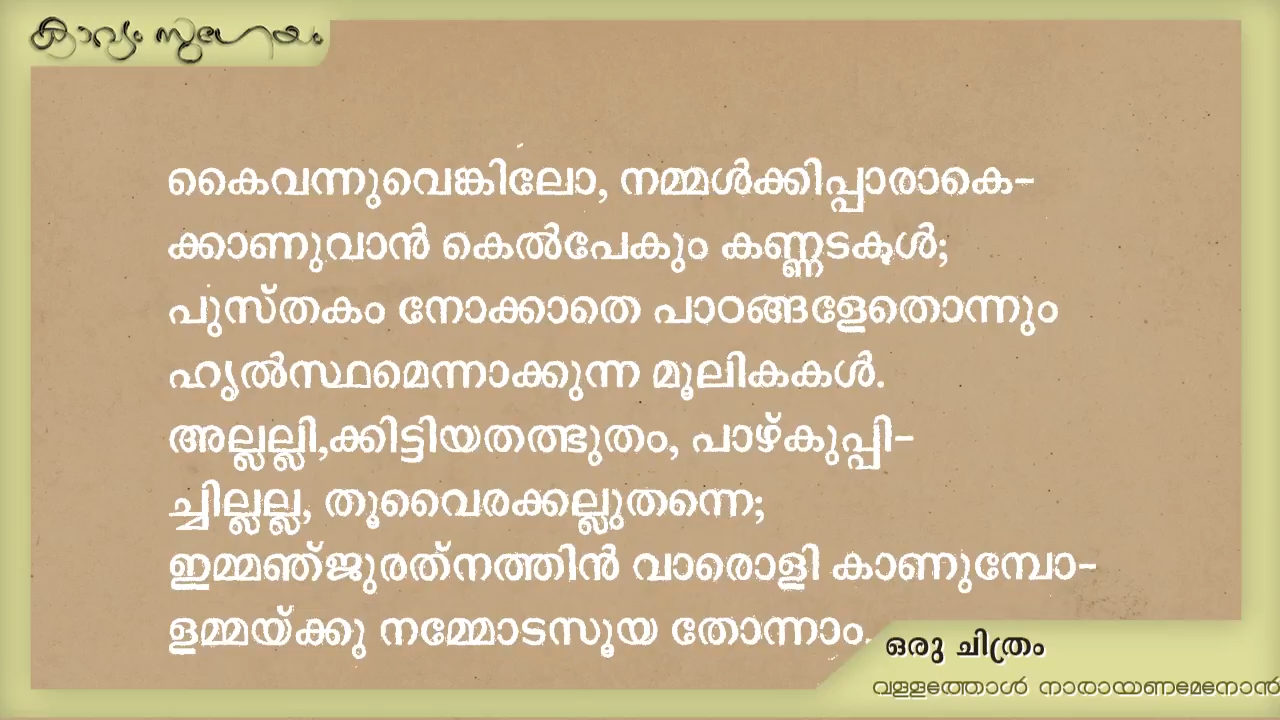 കാവ്യം സുഗേയം
കൈവന്നുവെങ്കിലോ, നമ്മൾക്കിപ്പാരാകെ-
ക്കാണുവാൻ കെൽപേകും കണ്ണടകൾ;
പുസ്തകം നോക്കാതെ പാഠങ്ങളേതൊന്നും
ഹൃൽസ്ഥമെന്നാക്കുന്ന മൂലികകൾ.
അല്ലല്ലി,ക്കിട്ടിയതത്ഭുതം, പാഴ്കുപ്പി-
ച്ചില്ലല്ല, തൂവൈരക്കല്ലുതന്നെ;
ഇമ്മഞ്ജുരത്നത്തിൻ വാരൊളി കാണുമ്പോ-
ളമ്മയ്ക്കു നമ്മോടസൂയ തോന്നാം.
ഒരു ചിത്രം
വള്ളത്തോൾ നാരായണമേനോൻ